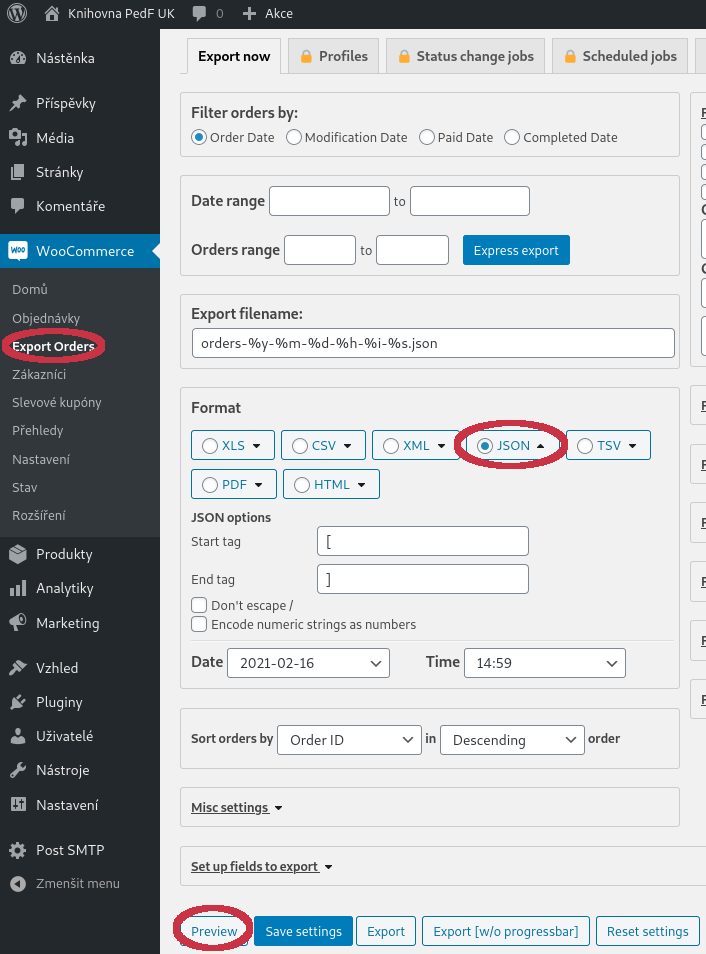 Knihovna PedF UK 0 Akce
Nástěnka
Příspěvky
Média
Stránky
Komentáře
WOO WooCommerce
Domů
Objednávky
Export Orders
Zákazníci
Slevové kupóny
Přehledy
Nastavení
Stav
Rozšíření
Produkty
Analytiky
Marketing
Vzhled
Pluginy
Uživatelé
Nástroje
Nastavení
Post SMTP
Zmenšit menu
Export now Profiles Status change jobs Scheduled jobs
Filter orders by:
Order Date Modification Date Paid Date Completed Date
Date range to
Orders range to Express export
Export filename:
orders-%y-%m-%d-%h-%i-%s.json
Format
XLS CSV XML JSON TSV
PDF HTML
JSON options
Start tag [
End tag ]
Don't escape /
Encode numeric strings as numbers
Date 2021-02-16 Time 14:59
Sort orders by Order ID in Descending order
Misc settings
Set up fields to export
Preview Save settings Export Export [w/o progressbar] Reset settings